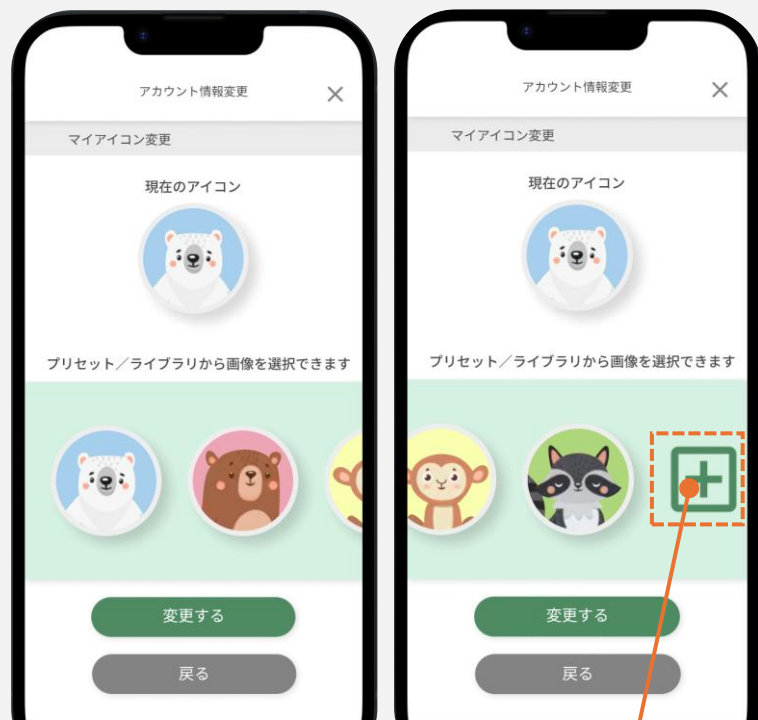 アカウント情報変更
マイアイコン変更
現在のアイコン
プリセット／ライブラリから画像を選択できます
変更する
戻る
アカウント情報変更
マイアイコン変更
現在のアイコン
プリセット／ライブラリから画像を選択できます
変更する
戻る